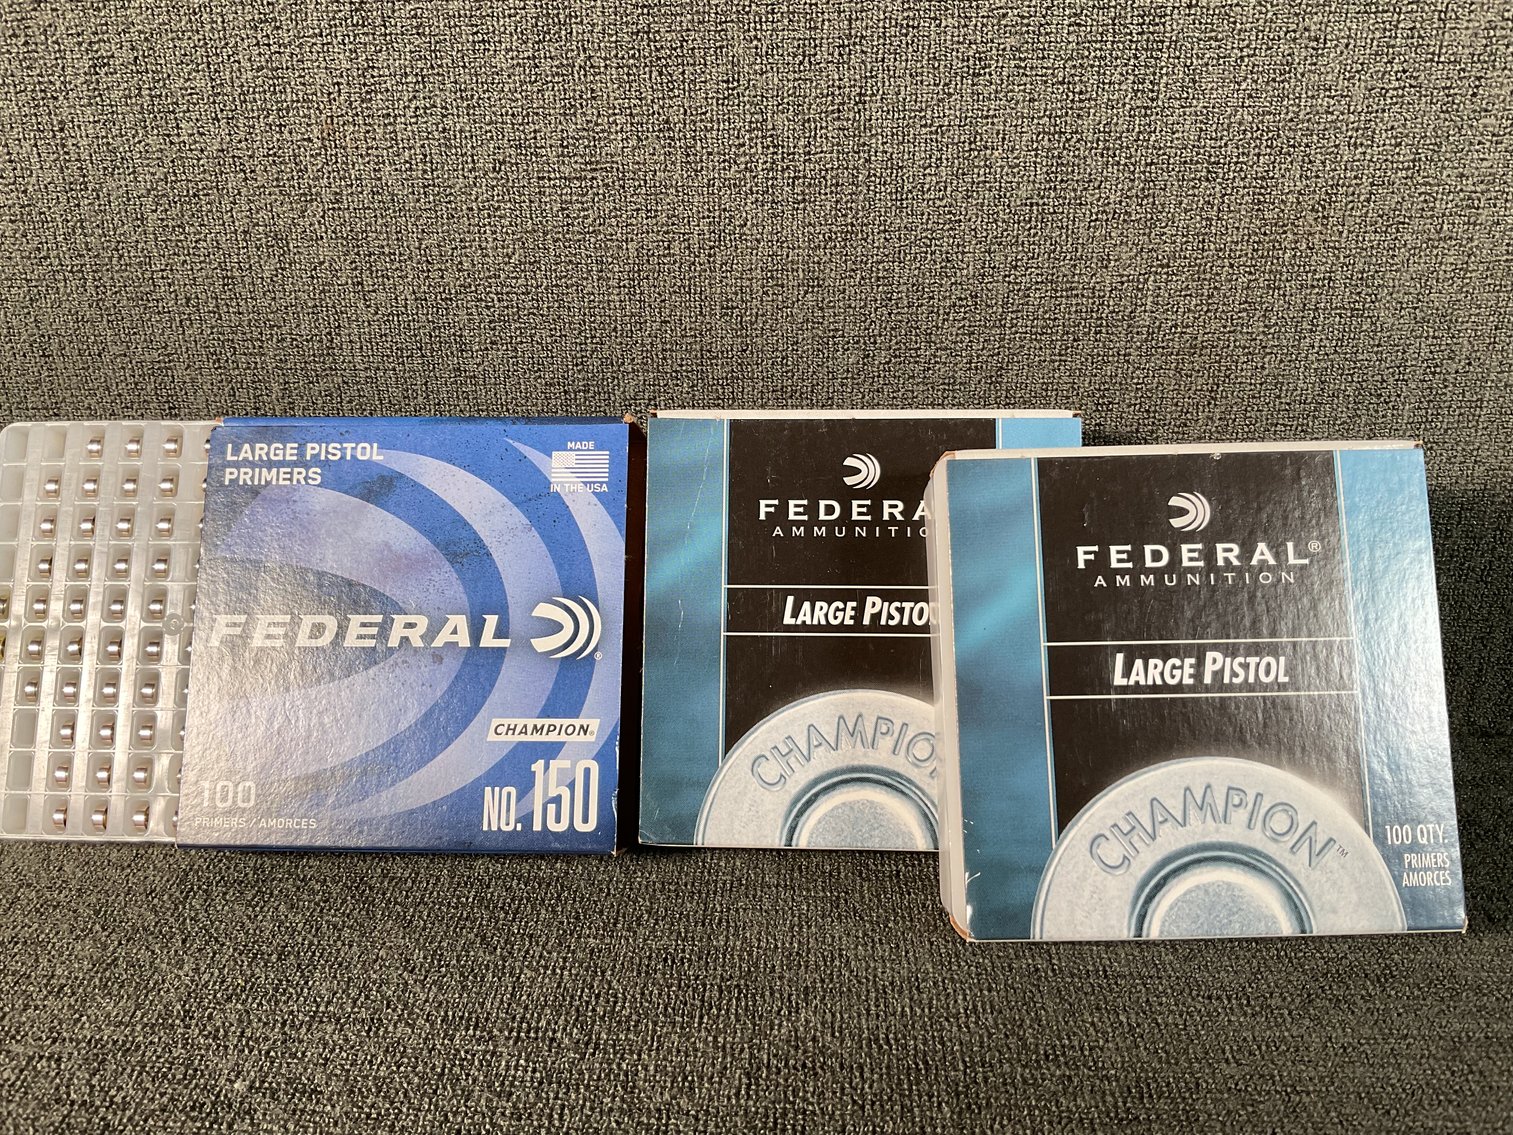 LARGE PISTOL
PRIMERS
MADE
IN THE USA
FEDERAL
®
CHAMPION®
NO. 150
100
PRIMERS / AMORCES
FEDERA
AMMUNITIO
LARGE PISTO
CHAMPIO
FEDERAL®
AMMUNITION
LARGE PISTOL
CHAMPION™
100 QTY.
PRIMERS
AMORCES